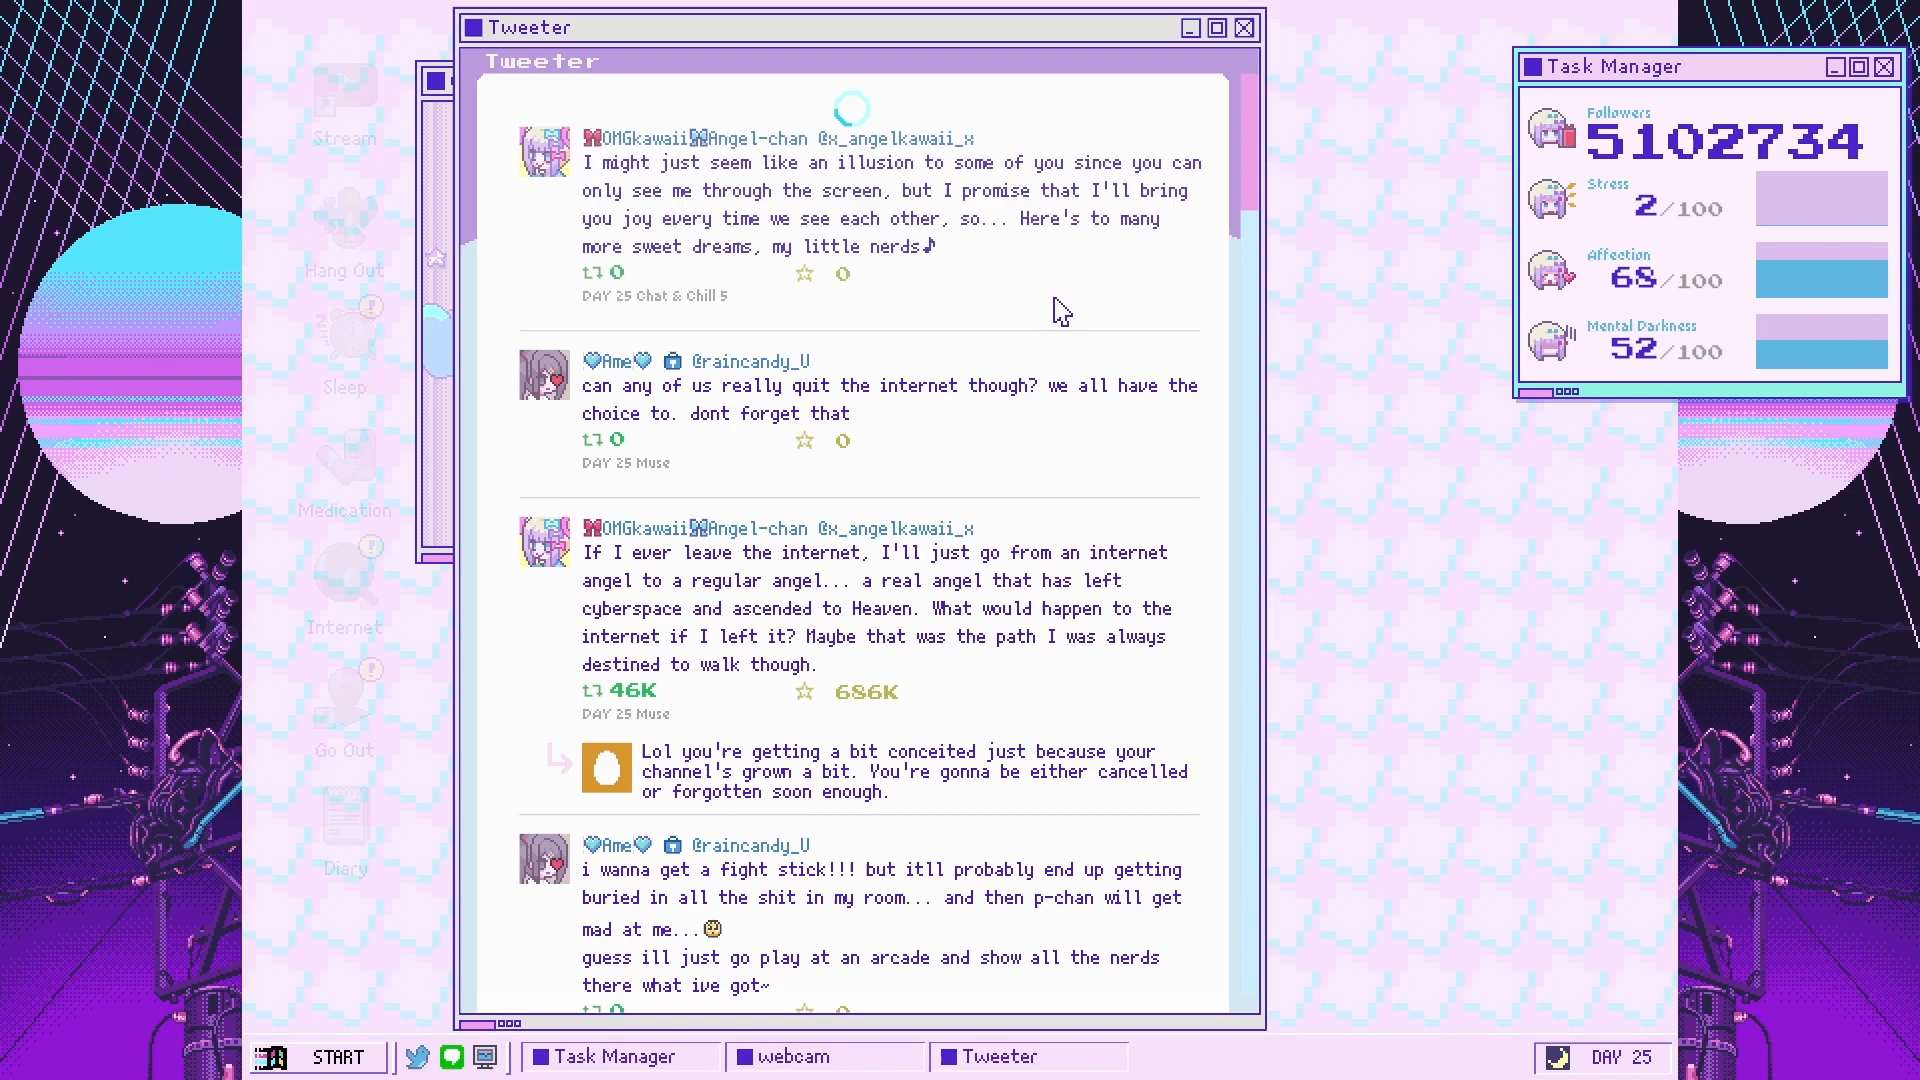 Tweeter
Tweeter
OMGkawaii Angel-chan @x_angelkawaii_x
I might just seem like an illusion to some of you since you can
only see me through the screen, but I promise that I'll bring
you joy every time we see each other, so... Here's to many
more sweet dreams, my little nerds♪
0 0
DAY 25 Chat & Chill 5
Ame @raincandy_U
can any of us really quit the internet though? we all have the
choice to. dont forget that
0 0
DAY 25 Muse
OMGkawaii Angel-chan @x_angelkawaii_x
If I ever leave the internet, I'll just go from an internet
angel to a regular angel... a real angel that has left
cyberspace and ascended to Heaven. What would happen to the
internet if I left it? Maybe that was the path I was always
destined to walk though.
46K 686K
DAY 25 Muse
Lol you're getting a bit conceited just because your
channel's grown a bit. You're gonna be either cancelled
or forgotten soon enough.
Ame @raincandy_U
i wanna get a fight stick!!! but itll probably end up getting
buried in all the shit in my room... and then p-chan will get
mad at me...
guess ill just go play at an arcade and show all the nerds
there what ive got~
0 0
Stream
Hang Out
Sleep
Medication
Internet
Go Out
Diary
Task Manager
Followers
5102734
Stress
2/100
Affection
68/100
Mental Darkness
52/100
START
Task Manager
webcam
Tweeter
DAY 25